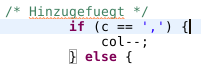 /* Hinzugefuegt */
if (c == ',') {
col--;
} else {